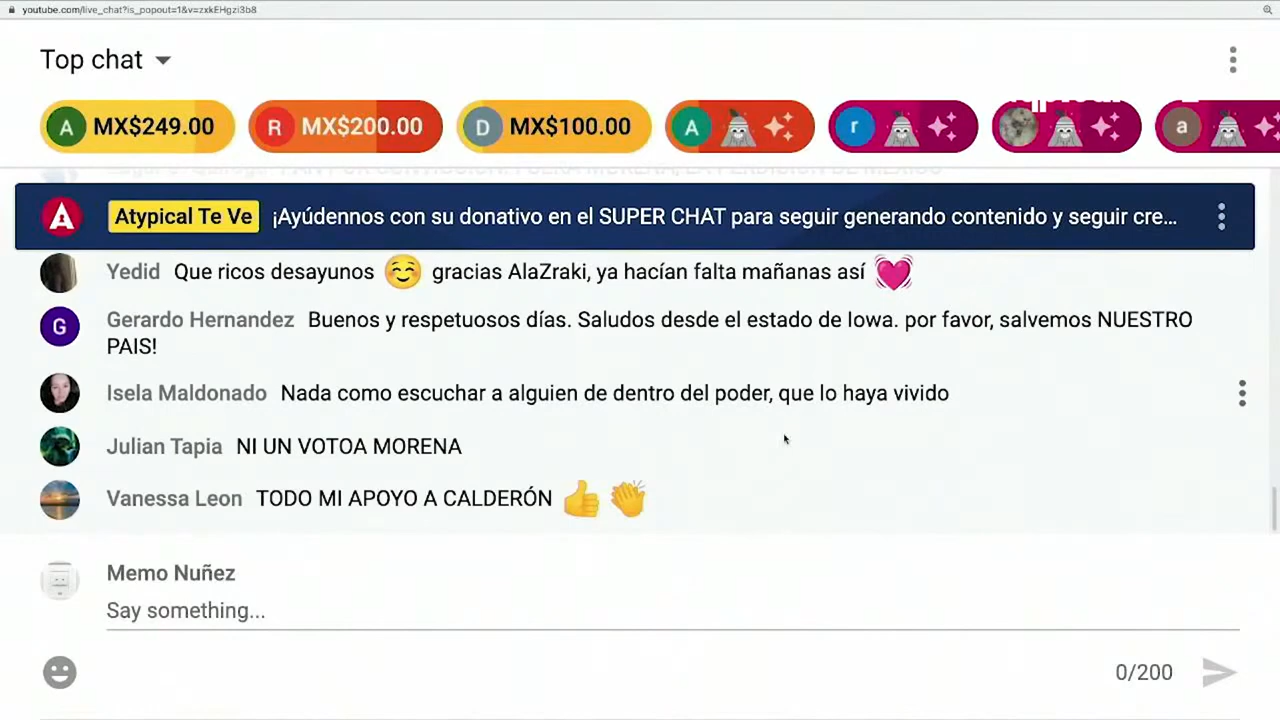 youtube.com/live_chat?is_popout=1&v=zxkEHgzi3b8
Top chat
A MX$249.00 R MX$200.00 D MX$100.00 A r a
A Atypical Te Ve ¡Ayúdennos con su donativo en el SUPER CHAT para seguir generando contenido y seguir cre...
Yedid Que ricos desayunos ☺️ gracias AlaZraki, ya hacían falta mañanas así 💓
G Gerardo Hernandez Buenos y respetuosos días. Saludos desde el estado de Iowa. por favor, salvemos NUESTRO
PAIS!
Isela Maldonado Nada como escuchar a alguien de dentro del poder, que lo haya vivido
Julian Tapia NI UN VOTOA MORENA
Vanessa Leon TODO MI APOYO A CALDERÓN 👍 👏
Memo Nuñez
Say something...
0/200